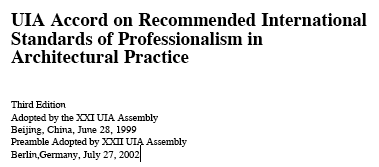 UIA Accord on Recommended International
Standards of Professionalism in
Architectural Practice
Third Edition
Adopted by the XXI UIA Assembly
Beijing, China, June 28, 1999
Preamble Adopted by XXII UIA Assembly
Berlin,Germany, July 27, 2002